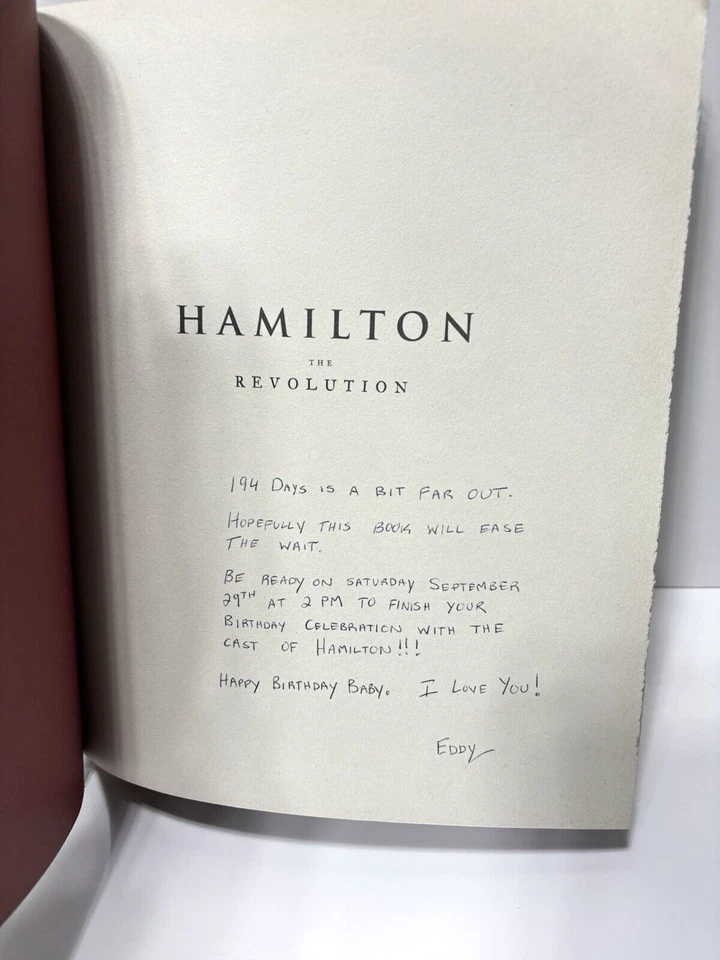 HAMILTON
THE
REVOLUTION
194 DAYS IS A BIT FAR OUT.
HOPEFULLY THIS BOOK WILL EASE
THE WAIT.
BE READY ON SATURDAY SEPTEMBER
29TH AT 2 PM TO FINISH YOUR
BIRTHDAY CELEBRATION WITH THE
CAST OF HAMILTON!!!
HAPPY BIRTHDAY BABY. I LOVE YOU!
EDDY